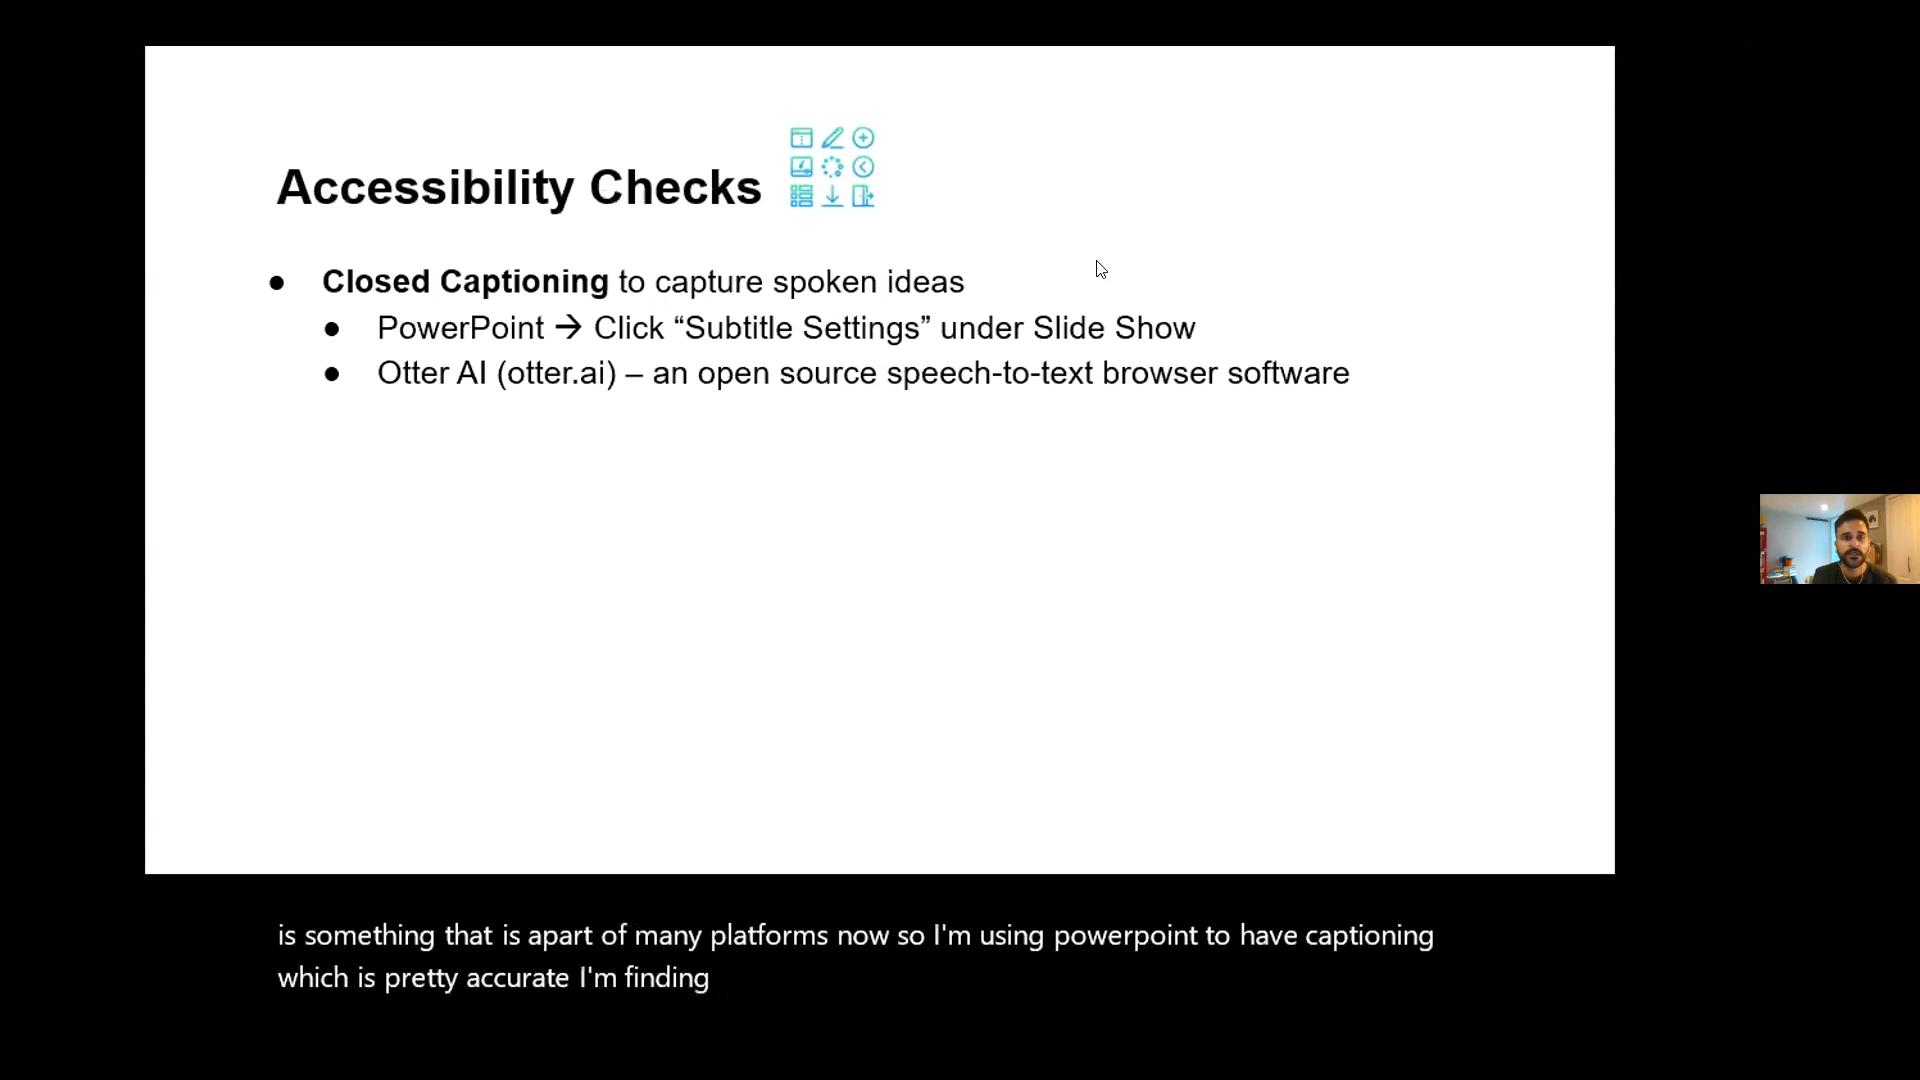 Accessibility Checks
● Closed Captioning to capture spoken ideas
● PowerPoint → Click “Subtitle Settings” under Slide Show
● Otter AI (otter.ai) – an open source speech-to-text browser software
is something that is apart of many platforms now so I'm using powerpoint to have captioning
which is pretty accurate I'm finding